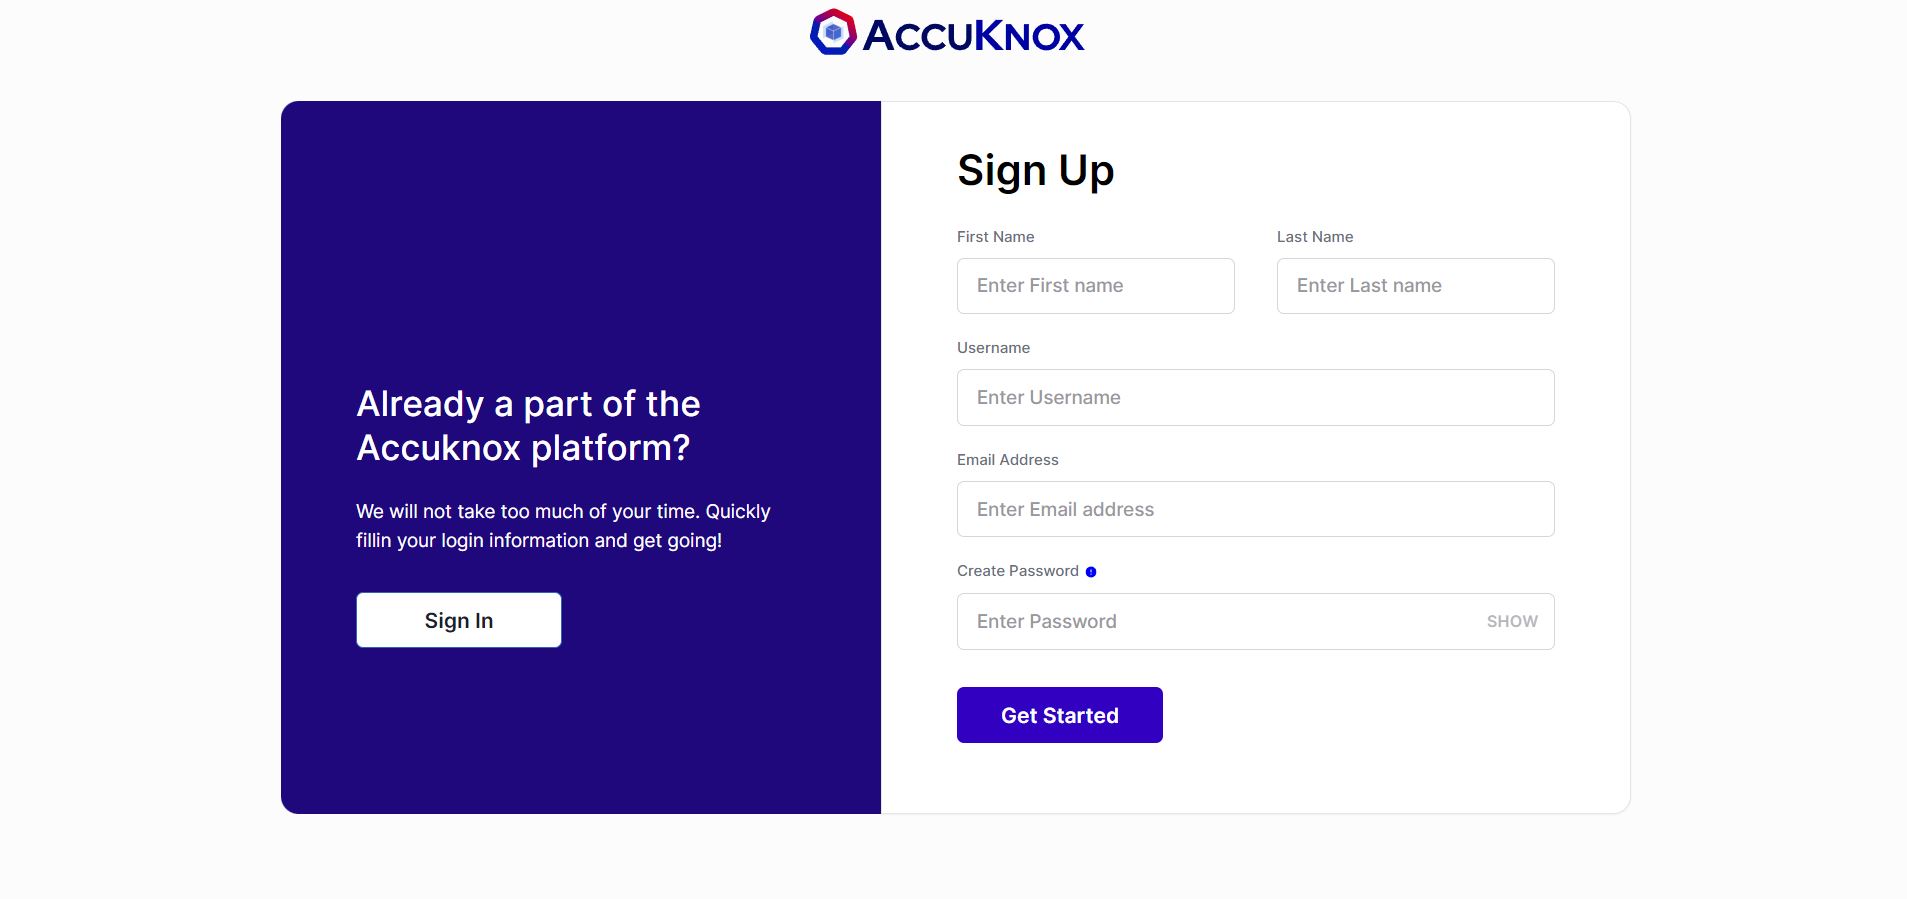 ACCUKNOX
Already a part of the
Accuknox platform?
We will not take too much of your time. Quickly
fillin your login information and get going!
Sign In
Sign Up
First Name
Enter First name
Last Name
Enter Last name
Username
Enter Username
Email Address
Enter Email address
Create Password
Enter Password
SHOW
Get Started